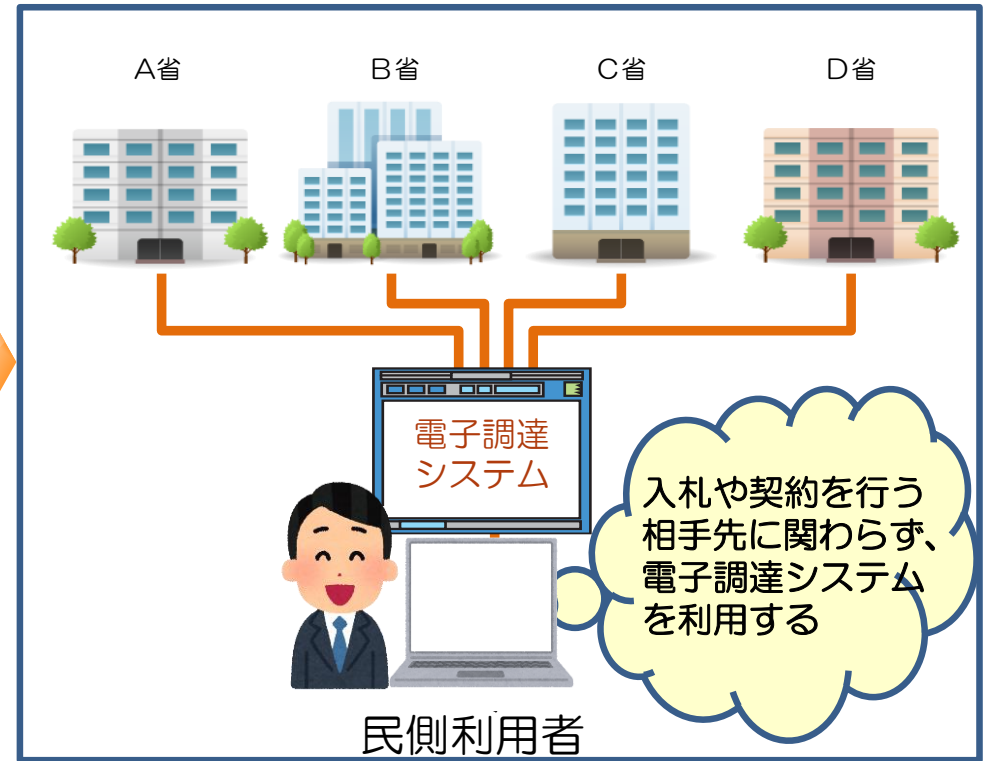 A省
B省
C省
D省
電子調達
システム
入札や契約を行う
相手先に関わらず、
電子調達システム
を利用する
民側利用者